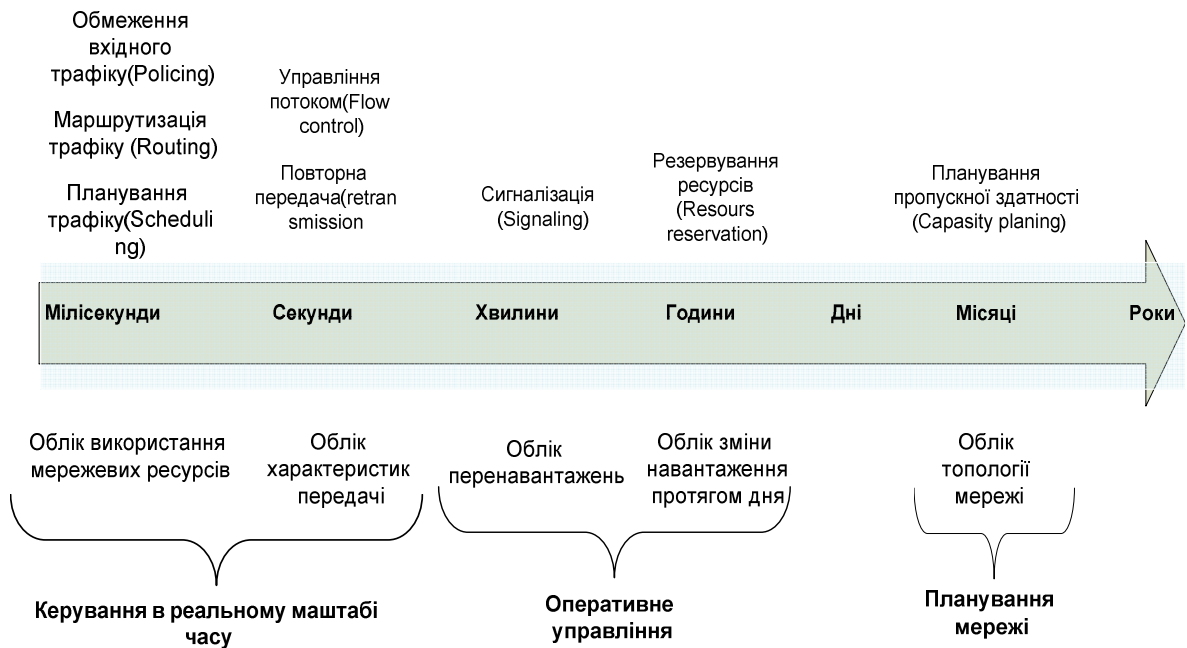 Обмеження
вхідного
трафіку(Policing)
Маршрутизація
трафіку (Routing)
Планування
трафіку(Scheduli
ng)
Управління
потоком(Flow
control)
Повторна
передача(retran
smission
Сигналізація
(Signaling)
Резервування
ресурсів
(Resours
reservation)
Планування
пропускної здатності
(Capasity planing)
Мілісекунди
Секунди
Хвилини
Години
Дні
Місяці
Роки
Облік використання
мережевих ресурсів
Облік
характеристик
передачі
Облік
перенавантажень
Облік зміни
навантаження
протягом дня
Облік
топології
мережі
Керування в реальному маштабі
часу
Оперативне
управління
Планування
мережі